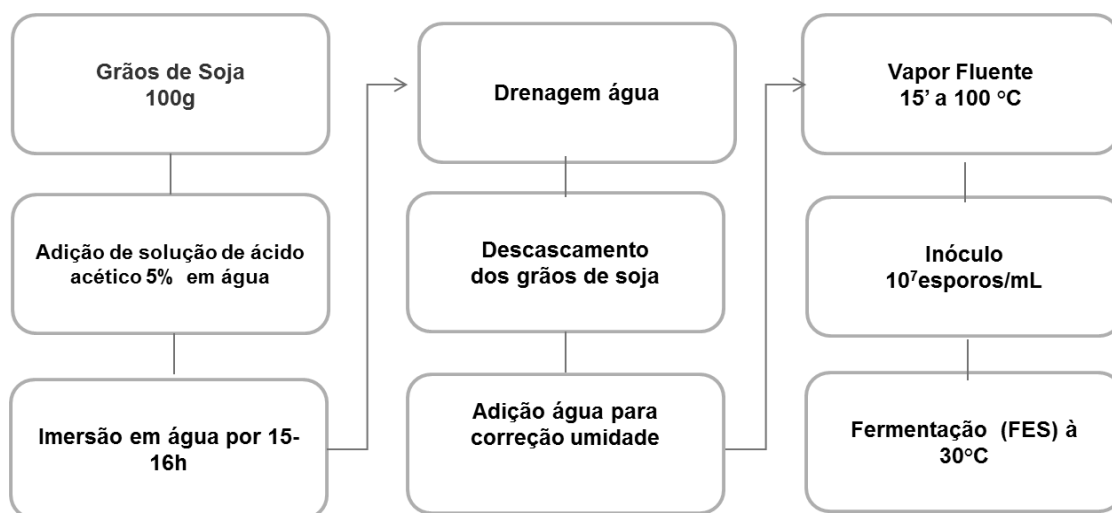 Grãos de Soja
100g
Adição de solução de ácido
acético 5% em água
Imersão em água por 15-
16h
Drenagem água
Descascamento
dos grãos de soja
Adição água para
correção umidade
Vapor Fluente
15’ a 100 °C
Inóculo
10⁷esporos/mL
Fermentação (FES) à
30°C